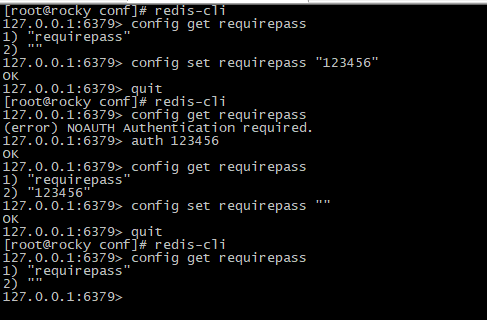 [root@rocky conf]# redis-cli
127.0.0.1:6379> config get requirepass
1) "requirepass"
2) ""
127.0.0.1:6379> config set requirepass "123456"
OK
127.0.0.1:6379> quit
[root@rocky conf]# redis-cli
127.0.0.1:6379> config get requirepass
(error) NOAUTH Authentication required.
127.0.0.1:6379> auth 123456
OK
127.0.0.1:6379> config get requirepass
1) "requirepass"
2) "123456"
127.0.0.1:6379> config set requirepass ""
OK
127.0.0.1:6379> quit
[root@rocky conf]# redis-cli
127.0.0.1:6379> config get requirepass
1) "requirepass"
2) ""
127.0.0.1:6379>